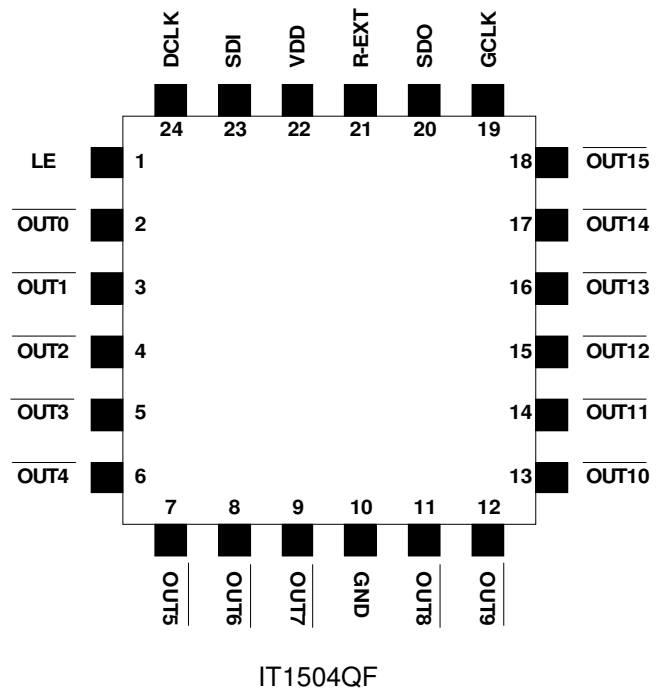 DCLK SDI VDD R-EXT SDO GCLK
24 23 22 21 20 19
LE 1 18 OUT15
OUT0 2 17 OUT14
OUT1 3 16 OUT13
OUT2 4 15 OUT12
OUT3 5 14 OUT11
OUT4 6 13 OUT10
7 8 9 10 11 12
OUT5 OUT6 OUT7 GND OUT8 OUT9
IT1504QF